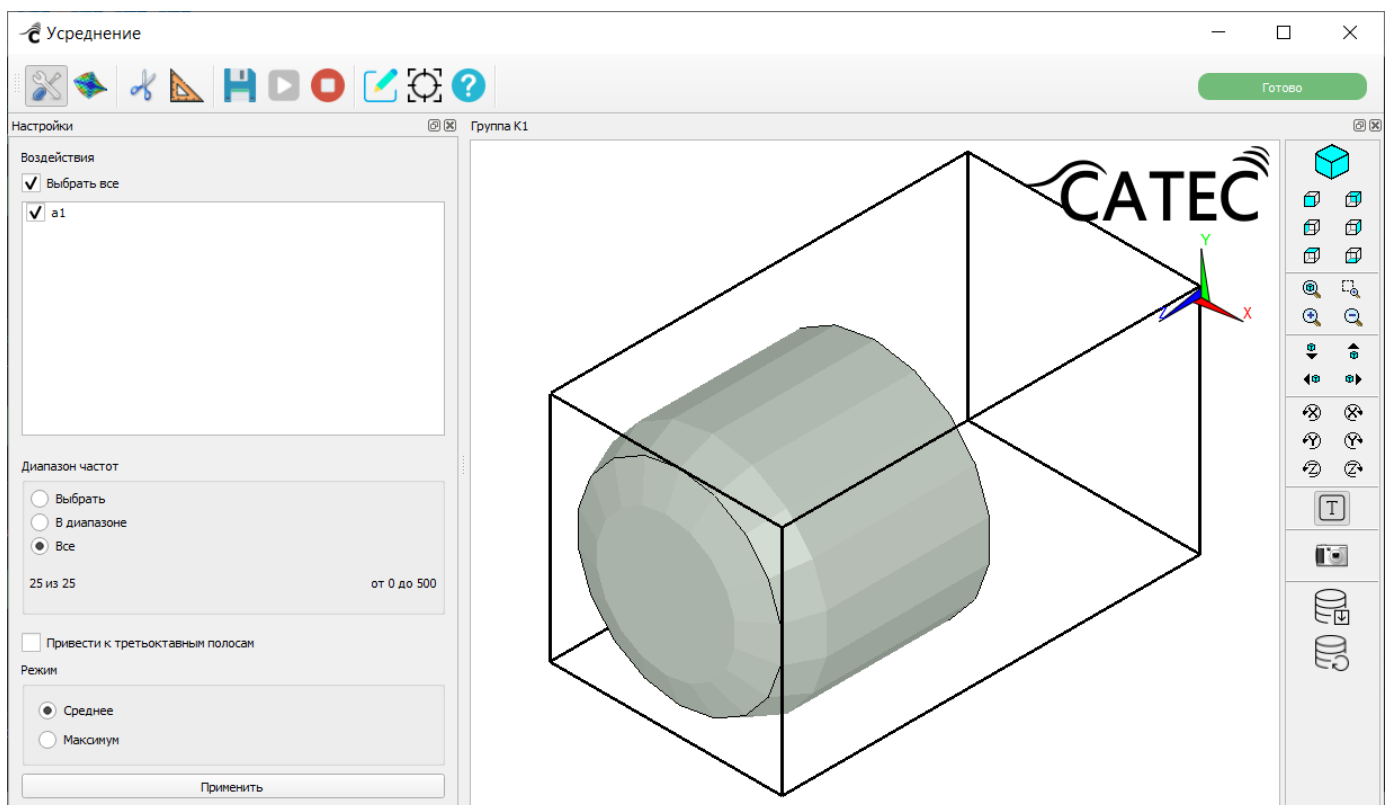 Усреднение
Готово
Настройки
Группа К1
Воздействия
Выбрать все
a1
Диапазон частот
Выбрать
В диапазоне
Все
25 из 25
от 0 до 500
Привести к третьоктавным полосам
Режим
Среднее
Максимум
Применить
CATEC
Y
X
Z
X
X
Y
Y
Z
Z
T